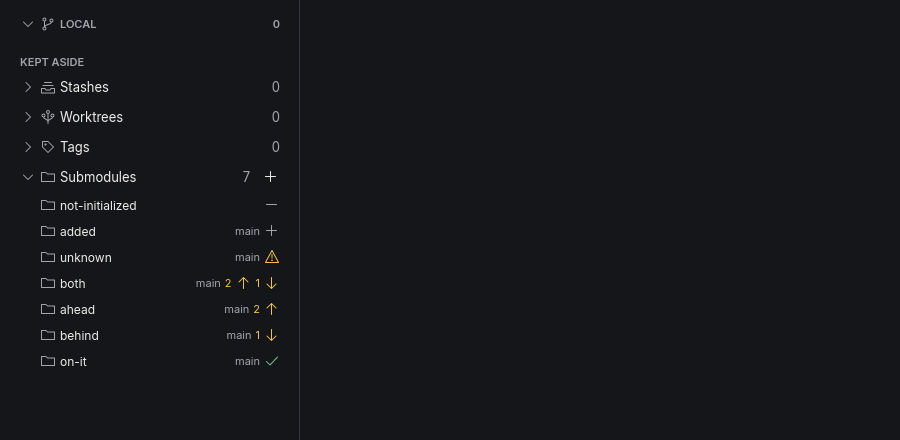 LOCAL 0
KEPT ASIDE
Stashes 0
Worktrees 0
Tags 0
Submodules 7
not-initialized
added main
unknown main
both main 2 1
ahead main 2
behind main 1
on-it main